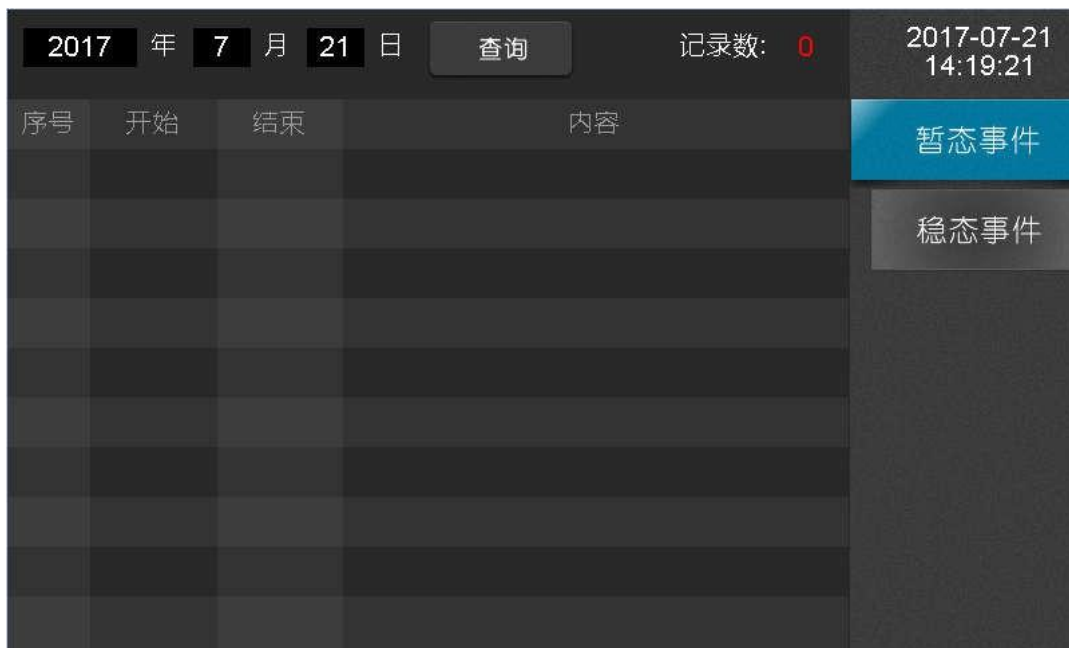 2017 年 7 月 21 日 查询 记录数: 0
2017-07-21
14:19:21
序号 开始 结束 内容
暂态事件
稳态事件